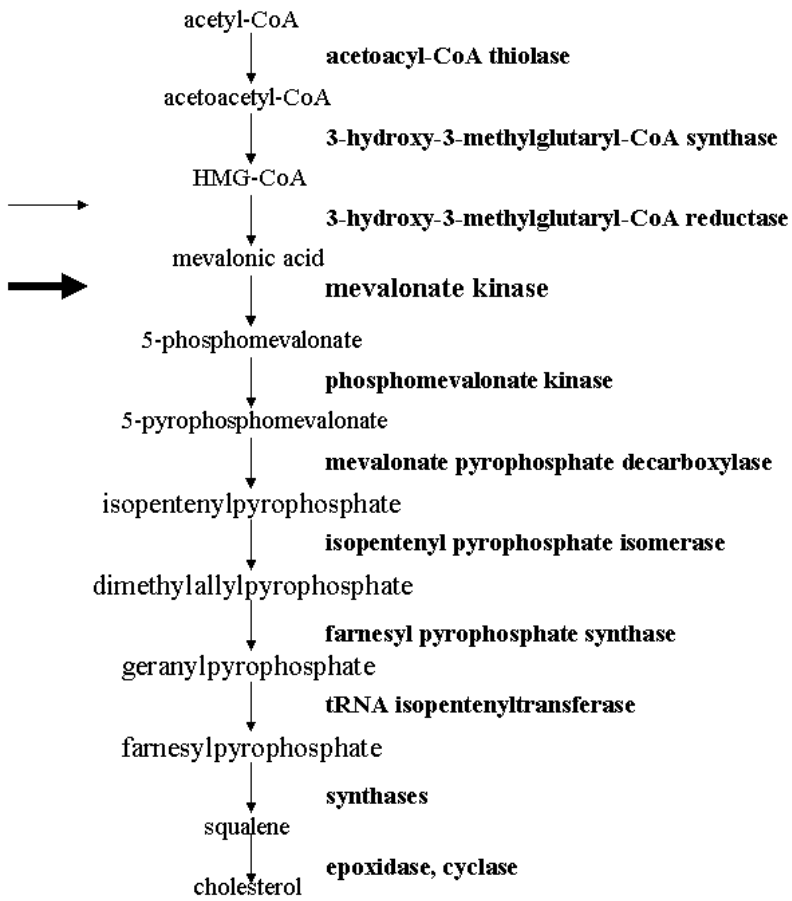 acetyl-CoA
acetoacyl-CoA thiolase
acetoacetyl-CoA
3-hydroxy-3-methylglutaryl-CoA synthase
HMG-CoA
3-hydroxy-3-methylglutaryl-CoA reductase
mevalonic acid
mevalonate kinase
5-phosphomevalonate
phosphomevalonate kinase
5-pyrophosphomevalonate
mevalonate pyrophosphate decarboxylase
isopentenylpyrophosphate
isopentenyl pyrophosphate isomerase
dimethylallylpyrophosphate
farnesyl pyrophosphate synthase
geranylpyrophosphate
tRNA isopentenyltransferase
farnesylpyrophosphate
synthases
squalene
epoxidase, cyclase
cholesterol